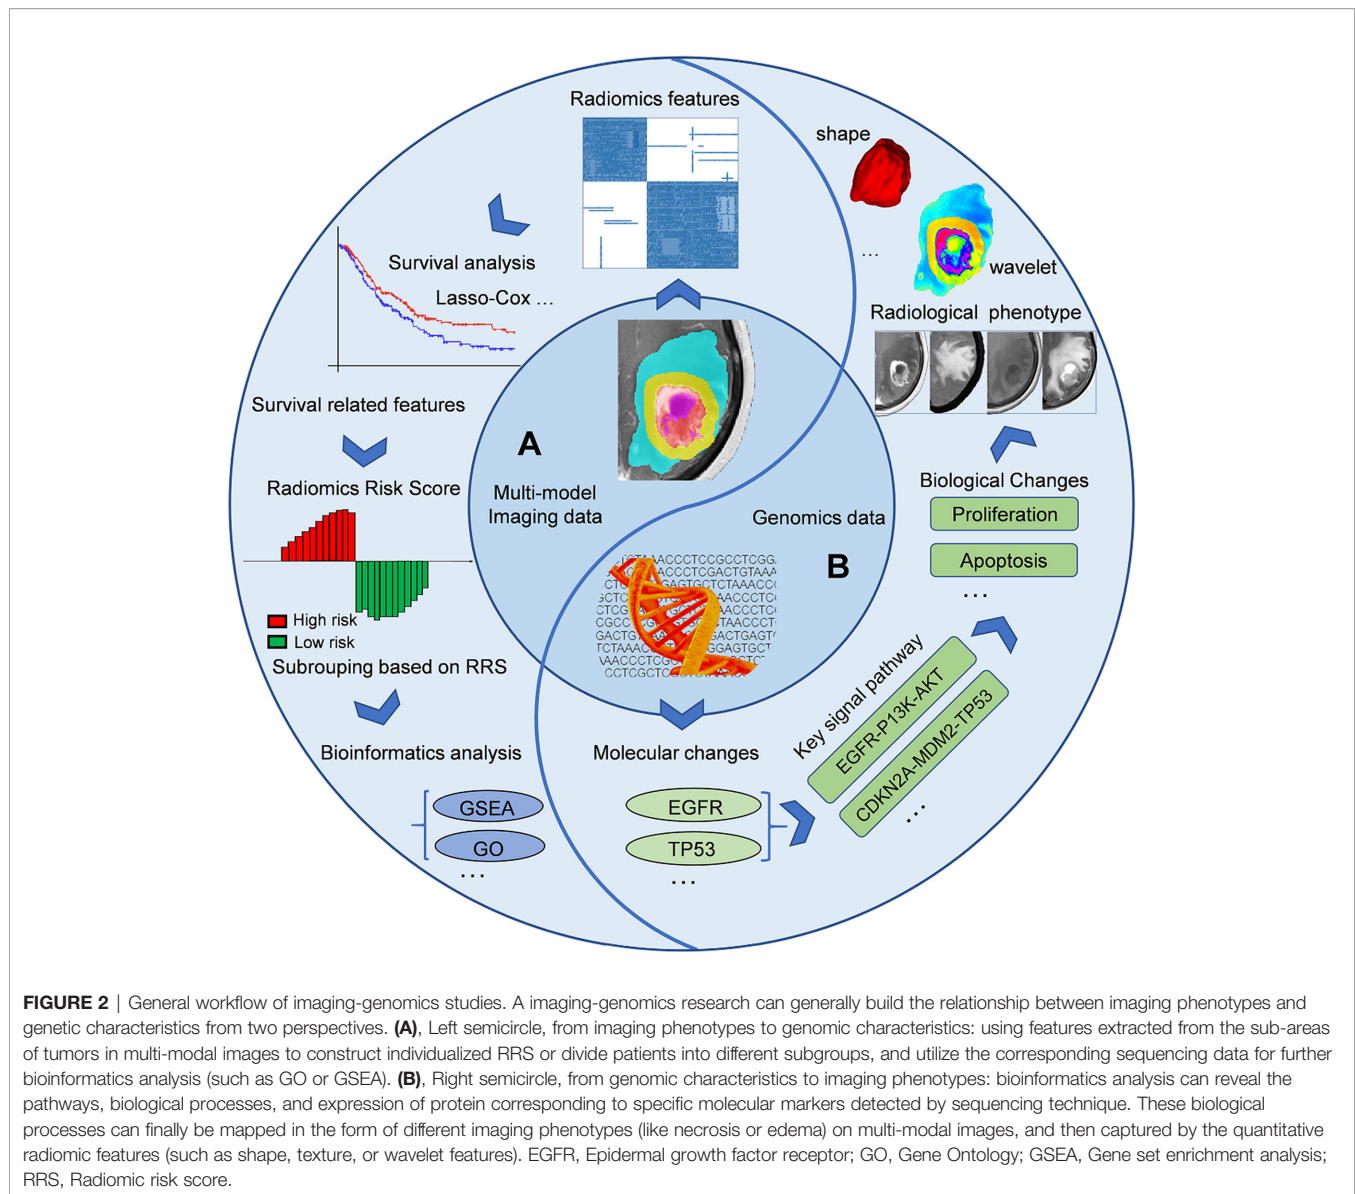 Radiomics features
shape
...
wavelet
Survival analysis
Lasso-Cox ...
Radiological phenotype
Survival related features
A
Multi-model
Imaging data
Radiomics Risk Score
High risk
Low risk
Subrouping based on RRS
Bioinformatics analysis
GSEA
GO
...
Genomics data
B
Molecular changes
EGFR
TP53
...
Key signal pathway
EGFR-P13K-AKT
CDKN2A-MDM2-TP53
...
Biological Changes
Proliferation
Apoptosis
...
FIGURE 2 | General workflow of imaging-genomics studies. A imaging-genomics research can generally build the relationship between imaging phenotypes and
genetic characteristics from two perspectives. (A), Left semicircle, from imaging phenotypes to genomic characteristics: using features extracted from the sub-areas
of tumors in multi-modal images to construct individualized RRS or divide patients into different subgroups, and utilize the corresponding sequencing data for further
bioinformatics analysis (such as GO or GSEA). (B), Right semicircle, from genomic characteristics to imaging phenotypes: bioinformatics analysis can reveal the
pathways, biological processes, and expression of protein corresponding to specific molecular markers detected by sequencing technique. These biological
processes can finally be mapped in the form of different imaging phenotypes (like necrosis or edema) on multi-modal images, and then captured by the quantitative
radiomic features (such as shape, texture, or wavelet features). EGFR, Epidermal growth factor receptor; GO, Gene Ontology; GSEA, Gene set enrichment analysis;
RRS, Radiomic risk score.